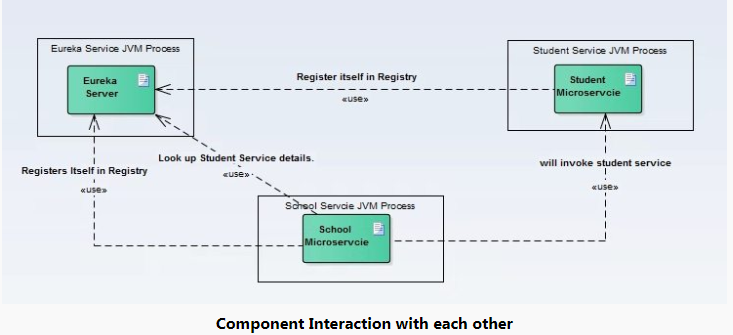 Eureka Service JVM Process
Student Service JVM Process
Eureka
Server
Register itself in Registry
Student
Microservcie
«use»
Look up Student Service details.
will invoke student service
Registers Itself in Registry
«use»
«use»
«use»
School Servcie JVM Process
School
Microservcie
Component Interaction with each other